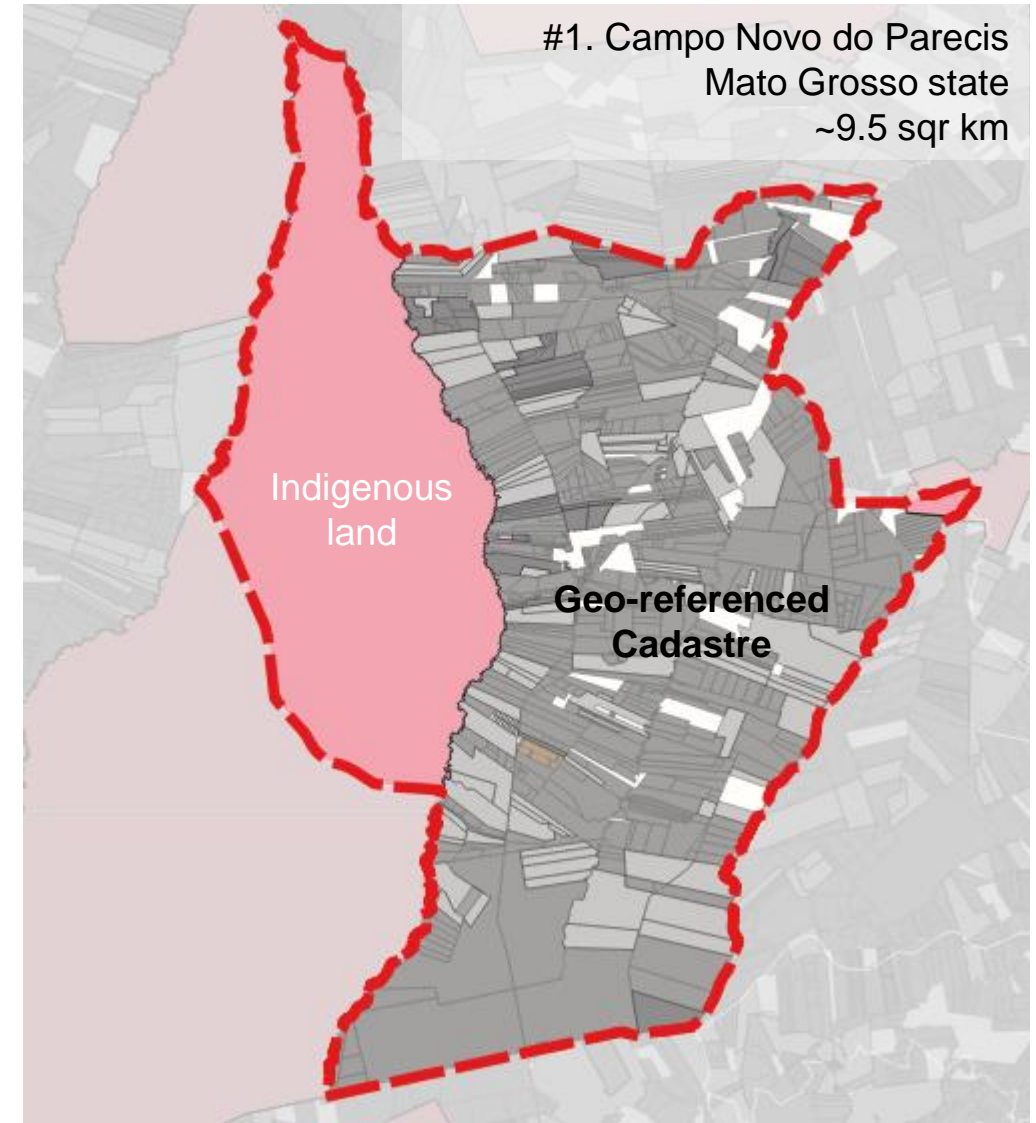 #1. Campo Novo do Parecis
Mato Grosso state
~9.5 sqr km
Indigenous
land
Geo-referenced
Cadastre